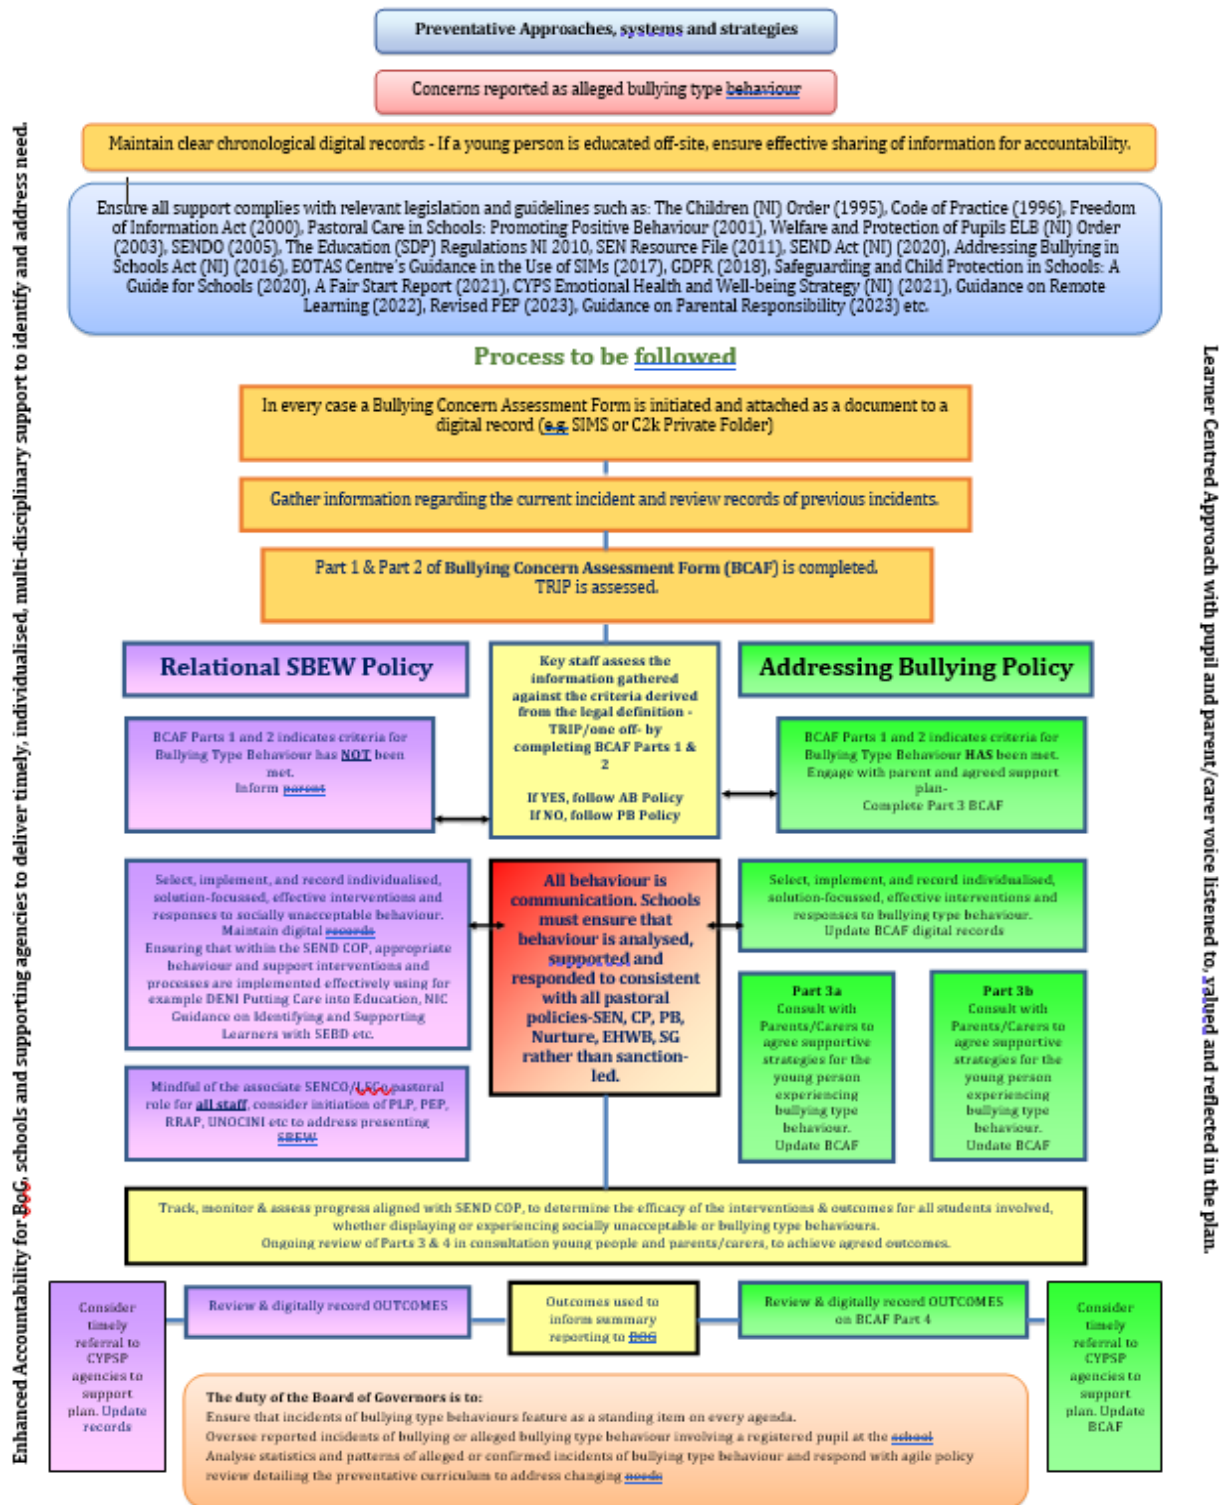 Preventative Approaches, systems and strategies
Concerns reported as alleged bullying type behaviour
Maintain clear chronological digital records - If a young person is educated off-site, ensure effective sharing of information for accountability.
Ensure all support complies with relevant legislation and guidelines such as: The Children (NI) Order (1995), Code of Practice (1996), Freedom
of Information Act (2000), Pastoral Care in Schools: Promoting Positive Behaviour (2001), Welfare and Protection of Pupils ELB (NI) Order
(2003), SENDO (2005), The Education (SDP) Regulations NI 2010, SEN Resource File (2011), SEND Act (NI) (2020), Addressing Bullying in
Schools Act (NI) (2016), EOTAS Centre's Guidance in the Use of SIMs (2017), GDPR (2018), Safeguarding and Child Protection in Schools: A
Guide for Schools (2020), A Fair Start Report (2021), CYPS Emotional Health and Well-being Strategy (NI) (2021), Guidance on Remote
Learning (2022), Revised PEP (2023), Guidance on Parental Responsibility (2023) etc.
Process to be followed
In every case a Bullying Concern Assessment Form is initiated and attached as a document to a
digital record (e.g. SIMS or C2k Private Folder)
Gather information regarding the current incident and review records of previous incidents.
Part 1 & Part 2 of Bullying Concern Assessment Form (BCAF) is completed.
TRIP is assessed.
Relational SBEW Policy
BCAF Parts 1 and 2 indicates criteria for
Bullying Type Behaviour has NOT been
met.
Inform parent
Key staff assess the
information gathered
against the criteria derived
from the legal definition -
TRIP/one off- by
completing BCAF Parts 1 &
2
If YES, follow AB Policy
If NO, follow PB Policy
Addressing Bullying Policy
BCAF Parts 1 and 2 indicates criteria for
Bullying Type Behaviour HAS been met.
Engage with parent and agreed support
plan-
Complete Part 3 BCAF
Select, implement, and record individualised,
solution-focussed, effective interventions and
responses to socially unacceptable behaviour.
Maintain digital records
Ensuring that within the SEND COP, appropriate
behaviour and support interventions and
processes are implemented effectively using for
example DENI Putting Care into Education, NIC
Guidance on Identifying and Supporting
Learners with SEBD etc.
Mindful of the associate SENCO/LSCo pastoral
role for all staff, consider initiation of PLP, PEP,
RRAP, UNOCINI etc to address presenting
SBEW
All behaviour is
communication. Schools
must ensure that
behaviour is analysed,
supported and
responded to consistent
with all pastoral
policies-SEN, CP, PB,
Nurture, EHWB, SG
rather than sanction-
led.
Select, implement, and record individualised,
solution-focussed, effective interventions and
responses to bullying type behaviour.
Update BCAF digital records
Part 3a
Consult with
Parents/Carers to
agree supportive
strategies for the
young person
experiencing
bullying type
behaviour.
Update BCAF
Part 3b
Consult with
Parents/Carers to
agree supportive
strategies for the
young person
experiencing
bullying type
behaviour.
Update BCAF
Track, monitor & assess progress aligned with SEND COP, to determine the efficacy of the interventions & outcomes for all students involved,
whether displaying or experiencing socially unacceptable or bullying type behaviours.
Ongoing review of Parts 3 & 4 in consultation young people and parents/carers, to achieve agreed outcomes.
Consider
timely
referral to
CYPSP
agencies to
support
plan. Update
records
Review & digitally record OUTCOMES
Outcomes used to
inform summary
reporting to BOG
Review & digitally record OUTCOMES
on BCAF Part 4
Consider
timely
referral to
CYPSP
agencies to
support
plan. Update
BCAF
The duty of the Board of Governors is to:
Ensure that incidents of bullying type behaviours feature as a standing item on every agenda.
Oversee reported incidents of bullying or alleged bullying type behaviour involving a registered pupil at the school
Analyse statistics and patterns of alleged or confirmed incidents of bullying type behaviour and respond with agile policy
review detailing the preventative curriculum to address changing needs
Enhanced Accountability for BoG, schools and supporting agencies to deliver timely, individualised, multi-disciplinary support to identify and address need.
Learner Centred Approach with pupil and parent/carer voice listened to, valued and reflected in the plan.